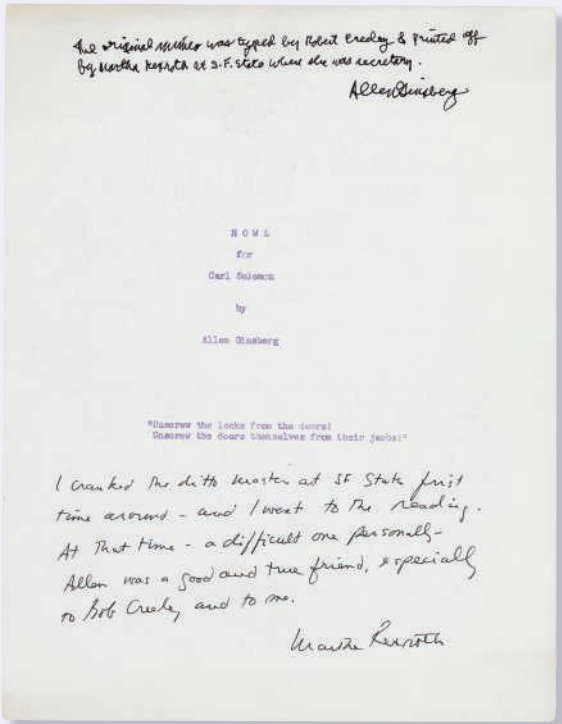 The original mimeo was typed by Robert Creeley & printed off
by Martha Rexroth at S.F. State where she was secretary.
Allen Ginsberg
HOWL
for
Carl Solomon
by
Allen Ginsberg
"Unscrew the locks from the doors!
Unscrew the doors themselves from their jambs!"
I cranked the ditto master at SF State first
time around – and I went to the reading.
At that time – a difficult one personally –
Allen was a good and true friend, especially
to Bob Creeley and to me.
Martha Rexroth